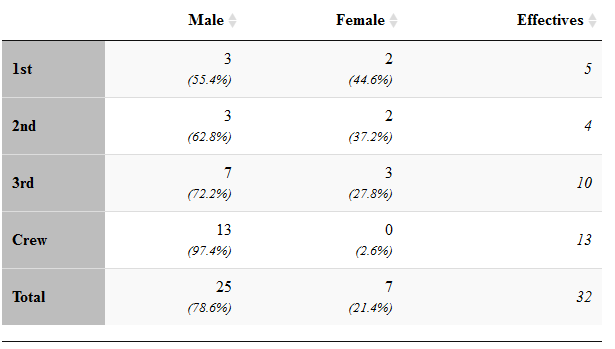 Male Female Effectives
1st 3 2 5
(55.4%) (44.6%)
2nd 3 2 4
(62.8%) (37.2%)
3rd 7 3 10
(72.2%) (27.8%)
Crew 13 0 13
(97.4%) (2.6%)
Total 25 7 32
(78.6%) (21.4%)